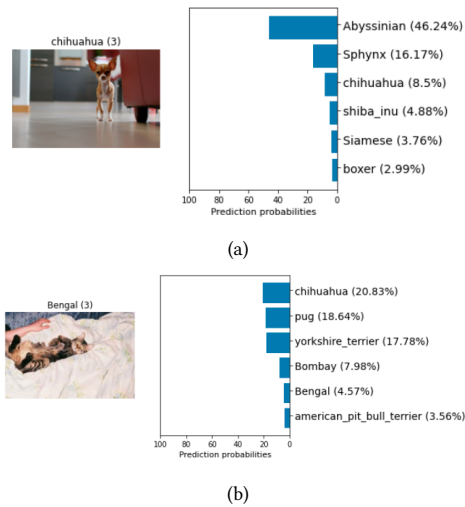 chihuahua (3)
Abyssinian (46.24%)
Sphynx (16.17%)
chihuahua (8.5%)
shiba_inu (4.88%)
Siamese (3.76%)
boxer (2.99%)
100 80 60 40 20 0
Prediction probabilities
(a)
Bengal (3)
chihuahua (20.83%)
pug (18.64%)
yorkshire_terrier (17.78%)
Bombay (7.98%)
Bengal (4.57%)
american_pit_bull_terrier (3.56%)
100 80 60 40 20 0
Prediction probabilities
(b)